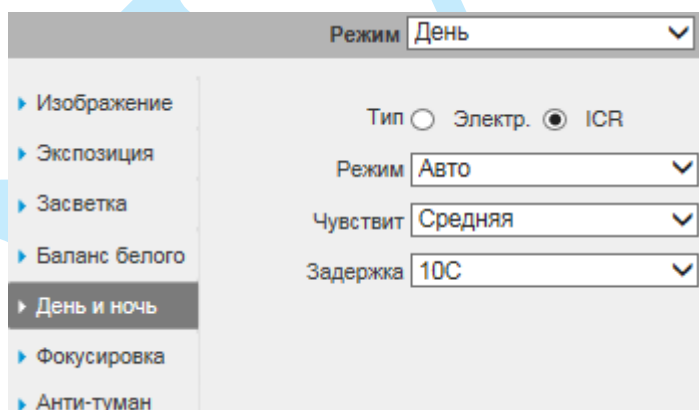 Режим День
Изображение
Экспозиция
Засветка
Баланс белого
День и ночь
Фокусировка
Анти-туман
Тип Электр. ICR
Режим Авто
Чувствит Средняя
Задержка 10С